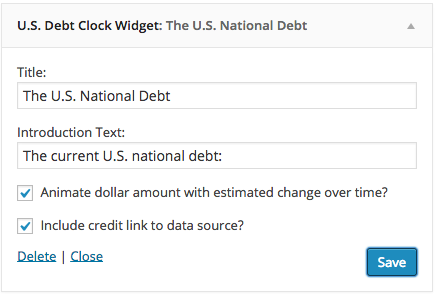 U.S. Debt Clock Widget: The U.S. National Debt
Title:
The U.S. National Debt
Introduction Text:
The current U.S. national debt:
Animate dollar amount with estimated change over time?
Include credit link to data source?
Delete | Close
Save